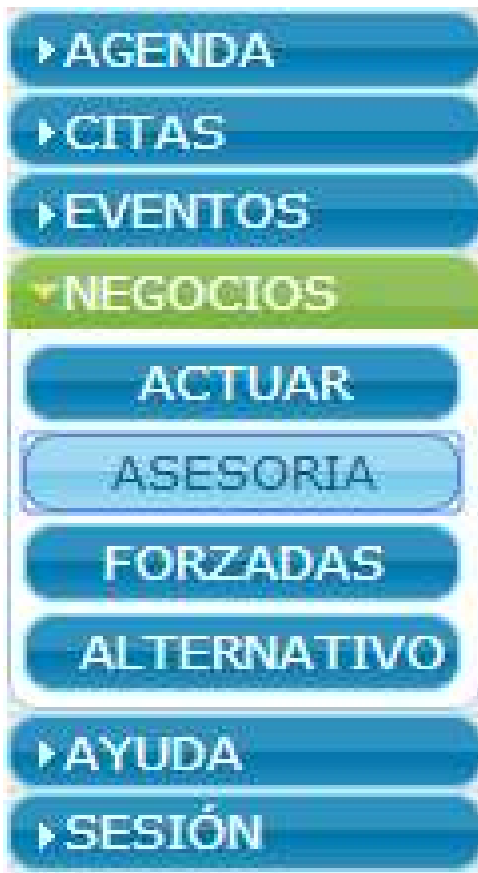 AGENDA
CITAS
EVENTOS
NEGOCIOS
ACTUAR
ASESORIA
FORZADAS
ALTERNATIVO
AYUDA
SESIÓN